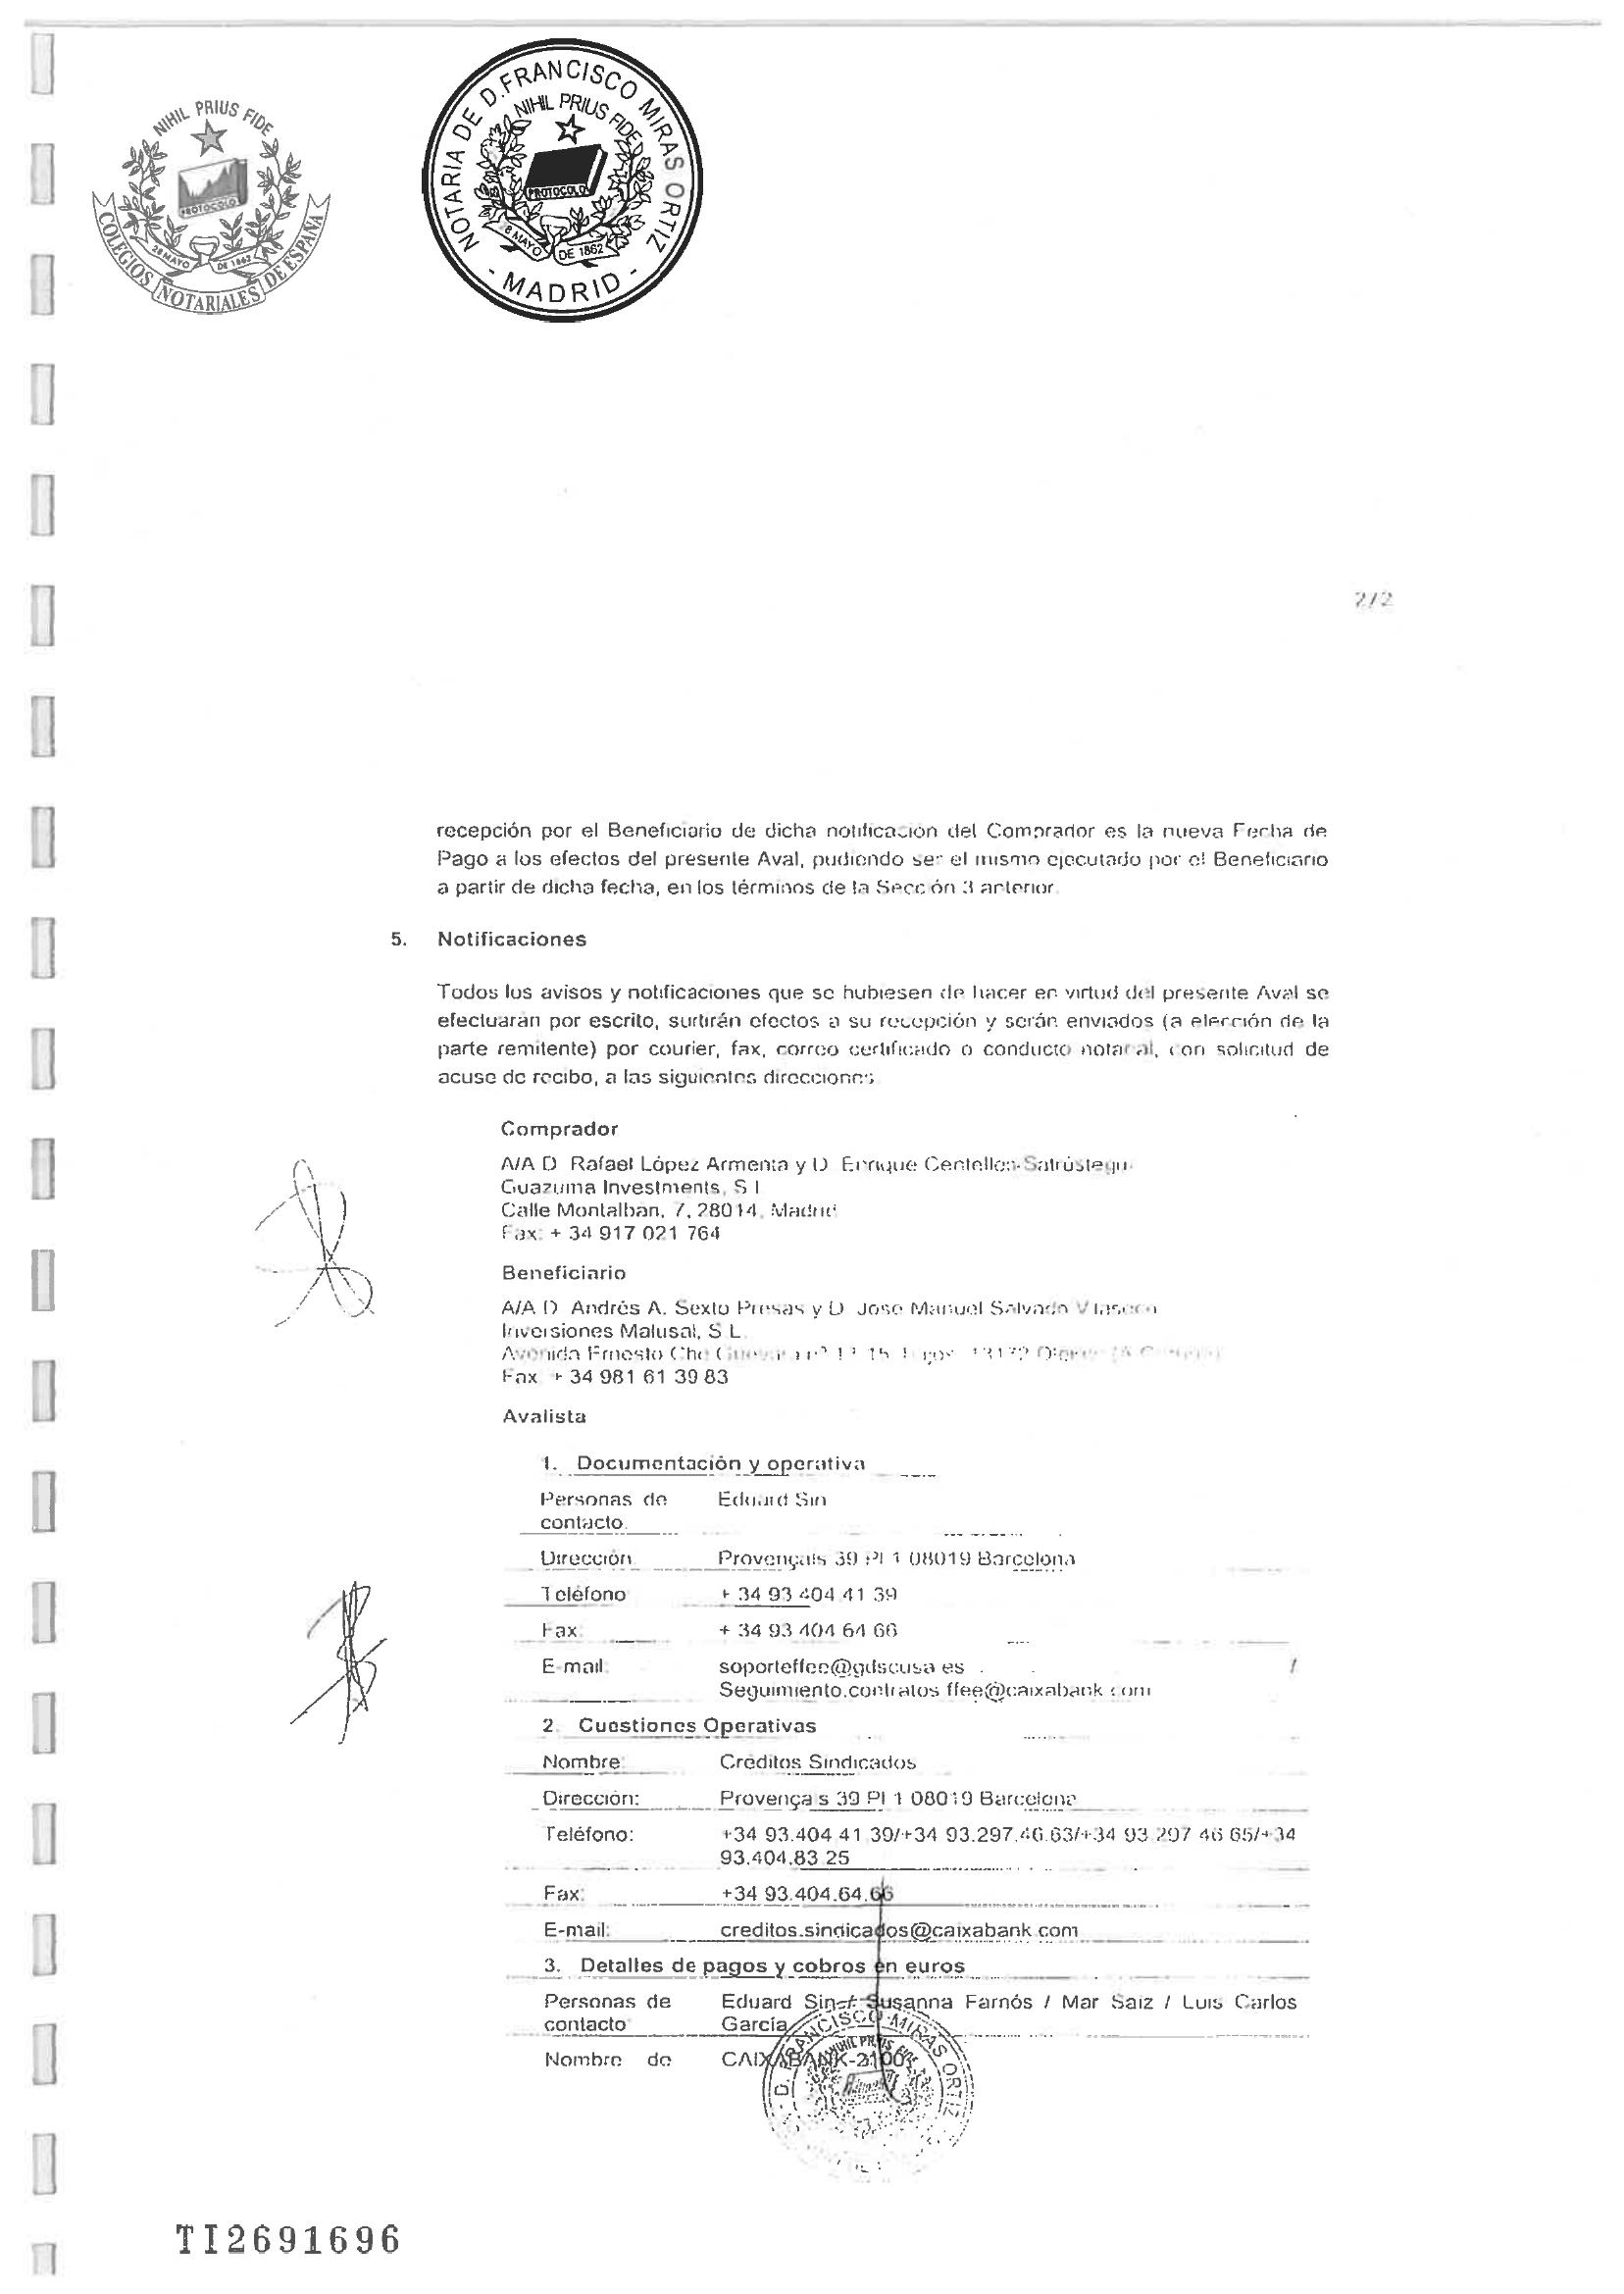 NIHIL PRIUS FIDE
PROTOCOLO
28 MAYO DE 1862
COLEGIOS NOTARIALES DE ESPAÑA
NOTARIA DE D. FRANCISCO MIRAS ORTIZ
NIHIL PRIUS FIDE
PROTOCOLO
8 MAYO DE 1862
- MADRID -
2/2
recepción por el Beneficiario de dicha notificación del Comprador es la nueva Fecha de
Pago a los efectos del presente Aval, pudiendo ser el mismo ejecutado por el Beneficiario
a partir de dicha fecha, en los términos de la Sección 3 anterior.
5. Notificaciones
Todos los avisos y notificaciones que se hubiesen de hacer en virtud del presente Aval se
efectuarán por escrito, surtirán efectos a su recepción y serán enviados (a elección de la
parte remitente) por courier, fax, correo certificado o conducto notarial, con solicitud de
acuse de recibo, a las siguientes direcciones:
Comprador
A/A D. Rafael López Armenta y D. Enrique Centelles-Satrústegui
Guazuma Investments, S.L.
Calle Montalbán, 7, 28014, Madrid
Fax: + 34 917 021 764
Beneficiario
A/A D. Andrés A. Sexto Presas y D. Jose Manuel Salvado
Inversiones Malusal, S.L.
Avenida Ernesto Che Guevara nº
Fax: + 34 981 61 39 83
Avalista
1. Documentación y operativa
Personas de Eduard Sin
contacto:
Dirección: Provençals 39 Pl 1 08019 Barcelona
Teléfono + 34 93 404 41 39
Fax: + 34 93 404 64 66
E-mail: soporteffee@gdscusa.es
Seguimiento.contratos.ffee@caixabank.com
2. Cuestiones Operativas
Nombre: Créditos Sindicados
Dirección: Provençals 39 Pl 1 08019 Barcelona
Teléfono: +34 93.404 41 39/+34 93.297.46.63/+34 93 297 46 65/+34
93.404.83 25
Fax: +34 93.404.64.66
E-mail: creditos.sindicados@caixabank.com
3. Detalles de pagos y cobros en euros
Personas de Eduard Sin / Susanna Farnós / Mar Saiz / Luis Carlos
contacto: García
Nombre de CAIXABANK-2100
D. FRANCISCO MIRAS ORTIZ
NIHIL PRIUS FIDE
TI2691696